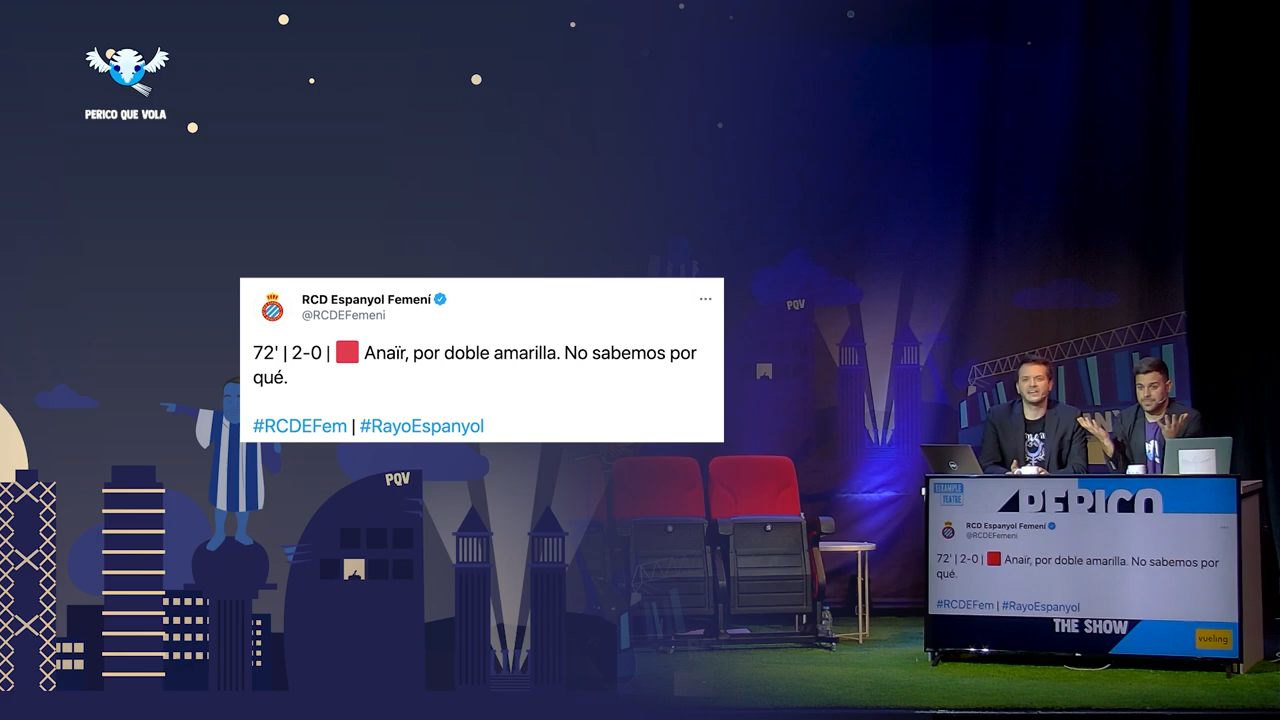 PERICO QUE VOLA
PQV
RCD Espanyol Femení
@RCDEFemeni
72' | 2-0 | 🟥 Anaïr, por doble amarilla. No sabemos por
qué.
#RCDEFem | #RayoEspanyol
PQV
DELL
EIXAMPLE
TEATRE
PERICO
RCD Espanyol Femení
@RCDEFemeni
72' | 2-0 | 🟥 Anaïr, por doble amarilla. No sabemos por
qué.
#RCDEFem | #RayoEspanyol
THE SHOW
vueling